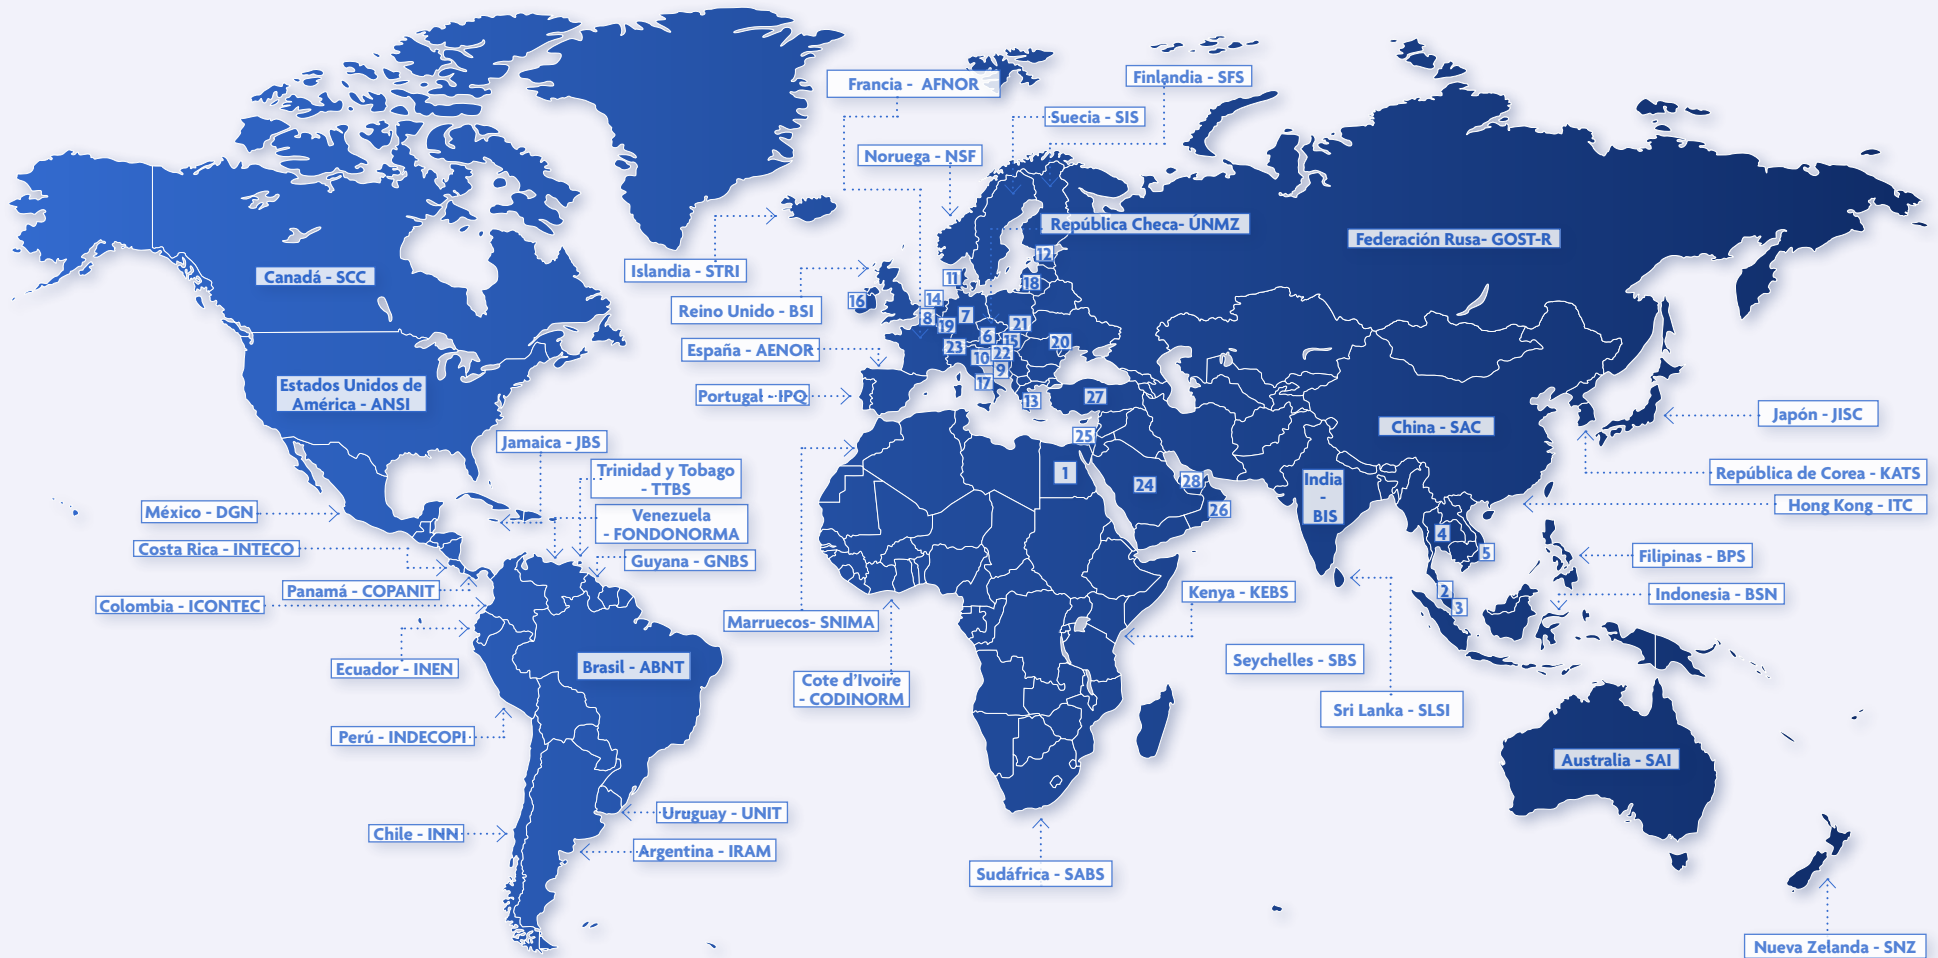 Francia -  AFNOR
Finlandia - SFS
Suecia - SIS
Noruega - NSF
República Checa- ÚNMZ
Federación Rusa- GOST-R
Islandia - STRI
Canadá - SCC
Reino Unido - BSI
España - AENOR
Portugal - IPQ
Estados Unidos de
América - ANSI
Jamaica - JBS
Trinidad y Tobago
- TTBS
Venezuela
- FONDONORMA
Guyana - GNBS
México - DGN
Costa Rica - INTECO
Panamá - COPANIT
Colombia - ICONTEC
Ecuador - INEN
Brasil - ABNT
Perú - INDECOPI
Uruguay - UNIT
Chile - INN
Argentina - IRAM
Marruecos- SNIMA
Cote d'Ivoire
- CODINORM
Kenya - KEBS
Seychelles - SBS
Sri Lanka - SLSI
Sudáfrica - SABS
India
-
BIS
China - SAC
Japón - JISC
República de Corea - KATS
Hong Kong - ITC
Filipinas - BPS
Indonesia - BSN
Australia - SAI
Nueva Zelanda - SNZ
12
11
18
16
14
8
19
7
21
6
15
20
23
10
22
9
17
13
27
25
1
24
28
26
4
5
2
3